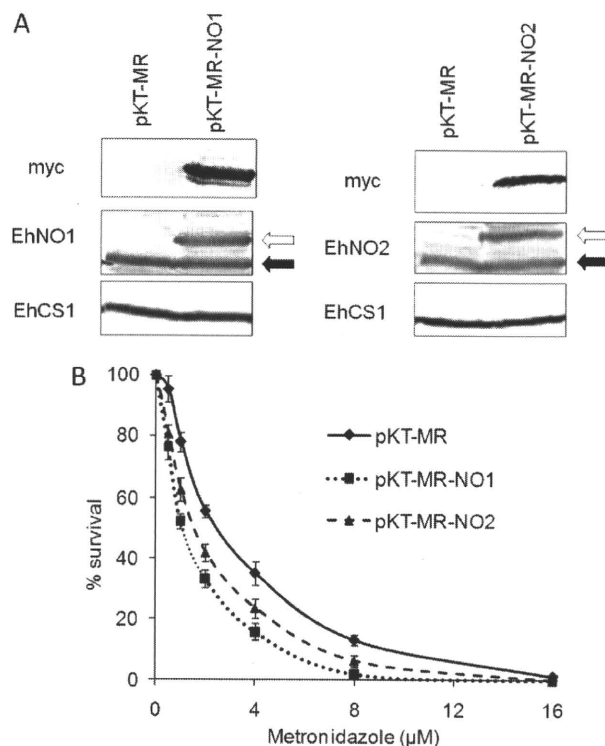 A
pKT-MR
pKT-MR-NO1
myc
EhNO1
EhCS1
pKT-MR
pKT-MR-NO2
myc
EhNO2
EhCS1
B
100
80
60
40
20
0
% survival
pKT-MR
pKT-MR-NO1
pKT-MR-NO2
0
4
8
12
16
Metronidazole (µM)